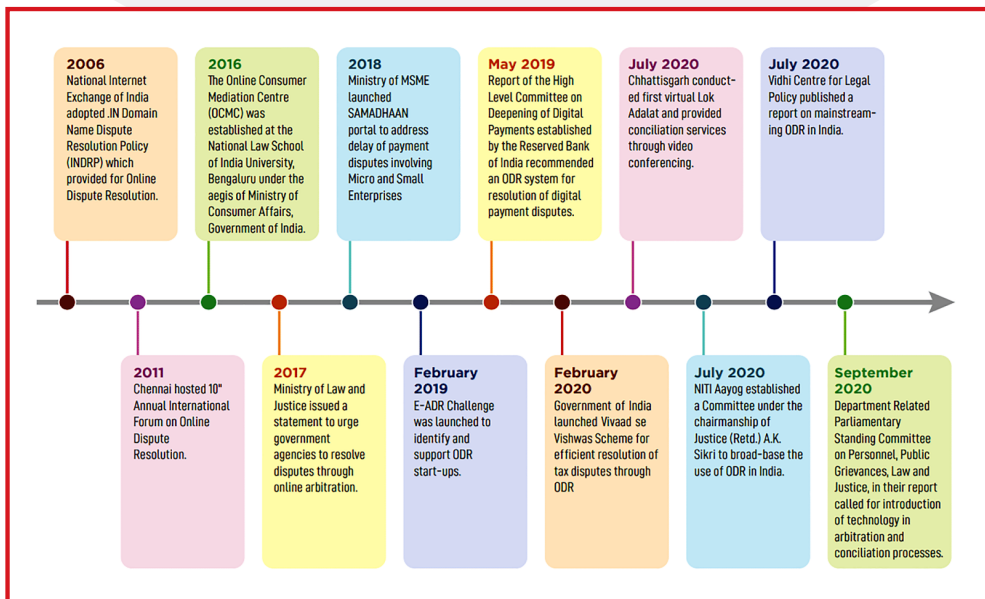 2006
National Internet
Exchange of India
adopted .IN Domain
Name Dispute
Resolution Policy
(INDRP) which
provided for Online
Dispute Resolution.
2016
The Online Consumer
Mediation Centre
(OCMC) was
established at the
National Law School
of India University,
Bengaluru under the
aegis of Ministry of
Consumer Affairs,
Government of India.
2018
Ministry of MSME
launched
SAMADHAAN
portal to address
delay of payment
disputes involving
Micro and Small
Enterprises
May 2019
Report of the High
Level Committee on
Deepening of Digital
Payments established
by the Reserved Bank
of India recommended
an ODR system for
resolution of digital
payment disputes.
July 2020
Chhattisgarh conduct-
ed first virtual Lok
Adalat and provided
conciliation services
through video
conferencing.
July 2020
Vidhi Centre for Legal
Policy published a
report on mainstream-
ing ODR in India.
2011
Chennai hosted 10"
Annual International
Forum on Online
Dispute
Resolution.
2017
Ministry of Law and
Justice issued a
statement to urge
government
agencies to resolve
disputes through
online arbitration.
February
2019
E-ADR Challenge
was launched to
identify and
support ODR
start-ups.
February
2020
Government of India
launched Vivaad se
Vishwas Scheme for
efficient resolution of
tax disputes through
ODR
July 2020
NITI Aayog established
a Committee under the
chairmanship of
Justice (Retd.) A.K.
Sikri to broad-base the
use of ODR in India.
September
2020
Department Related
Parliamentary
Standing Committee
on Personnel, Public
Grievances, Law and
Justice, in their report
called for introduction
of technology in
arbitration and
conciliation processes.